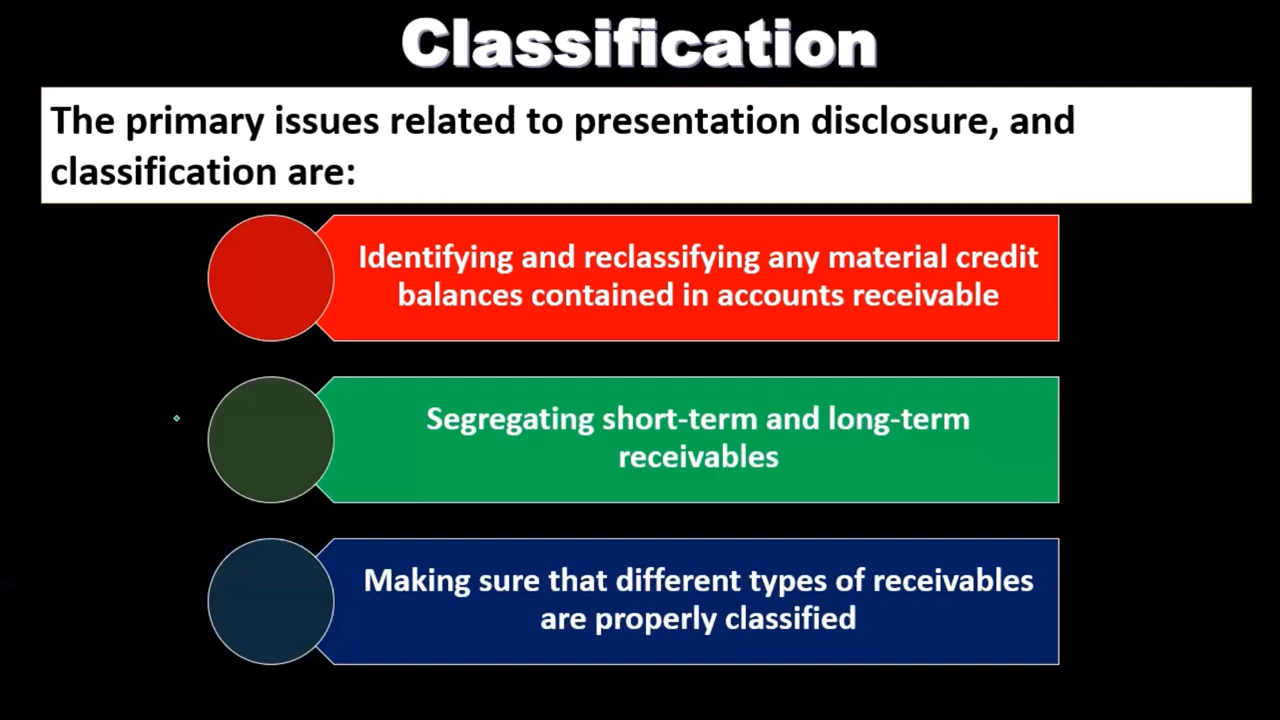 Classification
The primary issues related to presentation disclosure, and
classification are:
Identifying and reclassifying any material credit
balances contained in accounts receivable
Segregating short-term and long-term
receivables
Making sure that different types of receivables
are properly classified